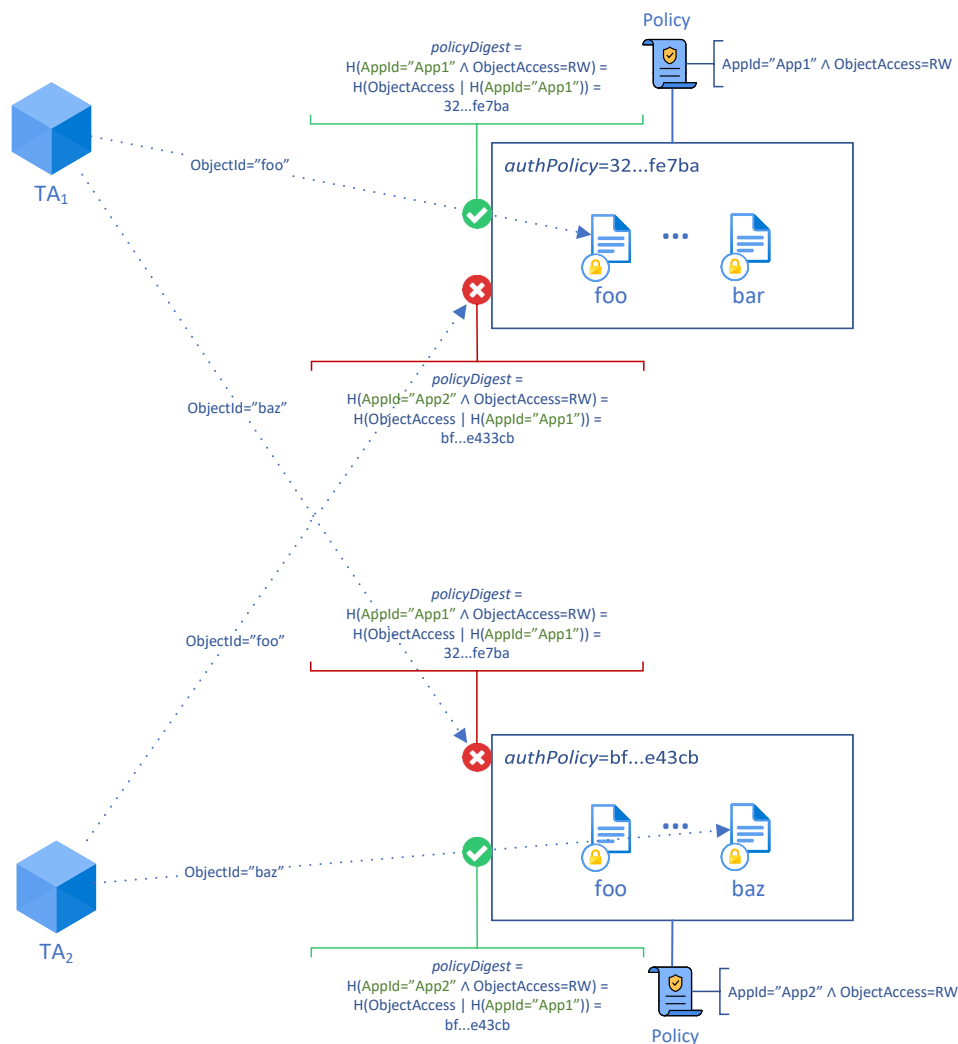 Policy
policyDigest =
H(AppId=”App1” ∧ ObjectAccess=RW) =
H(ObjectAccess | H(AppId=”App1”)) =
32...fe7ba
AppId=”App1” ∧ ObjectAccess=RW
TA1
ObjectId=”foo”
authPolicy=32...fe7ba
...
foo
bar
policyDigest =
H(AppId=”App2” ∧ ObjectAccess=RW) =
H(ObjectAccess | H(AppId=”App1”)) =
bf...e433cb
ObjectId=”baz”
policyDigest =
H(AppId=”App1” ∧ ObjectAccess=RW) =
H(ObjectAccess | H(AppId=”App1”)) =
32...fe7ba
ObjectId=”foo”
authPolicy=bf...e43cb
...
foo
baz
TA2
ObjectId=”baz”
policyDigest =
H(AppId=”App2” ∧ ObjectAccess=RW) =
H(ObjectAccess | H(AppId=”App1”)) =
bf...e43cb
AppId=”App2” ∧ ObjectAccess=RW
Policy